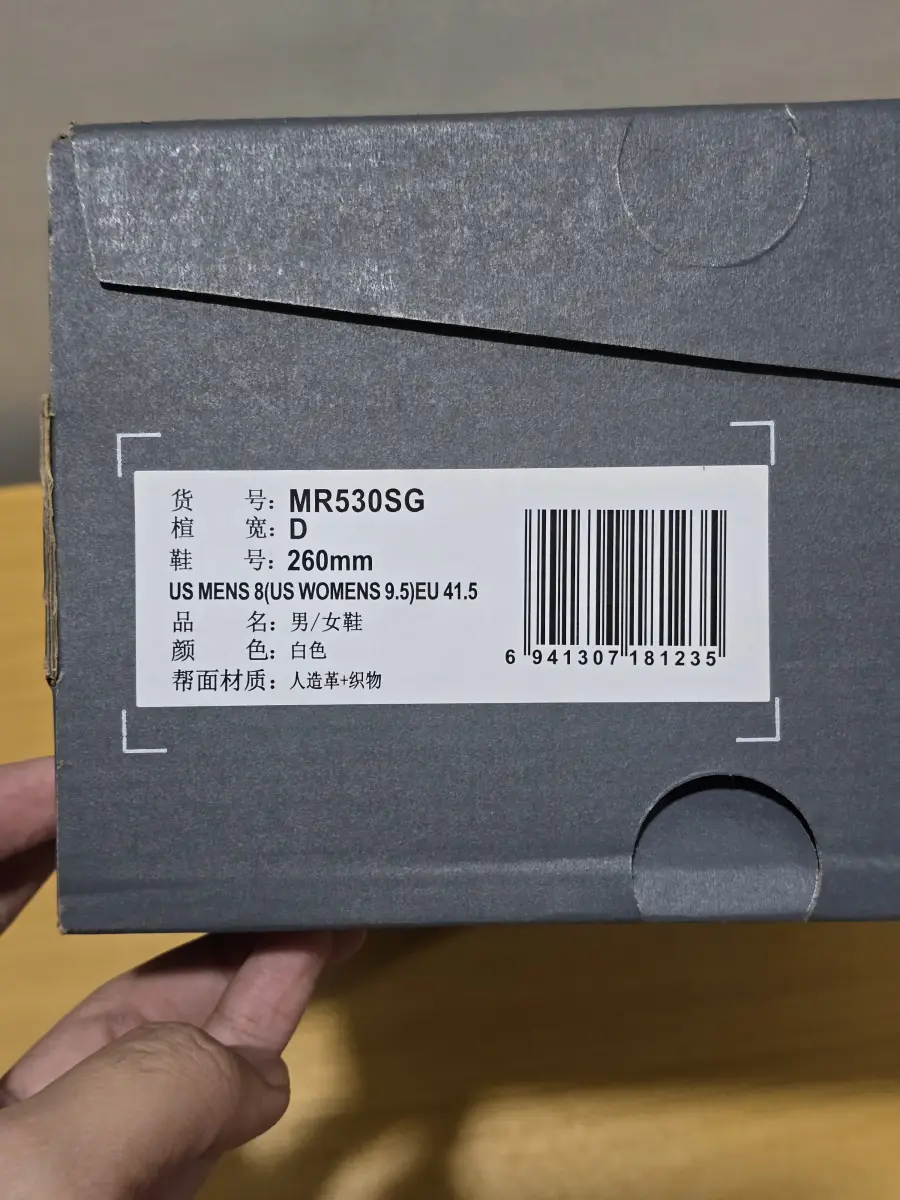 货 号：MR530SG
楦 宽：D
鞋 号：260mm
US MENS 8(US WOMENS 9.5)EU 41.5
品 名：男/女鞋
颜 色：白色
帮面材质：人造革+织物
6 941307 181235